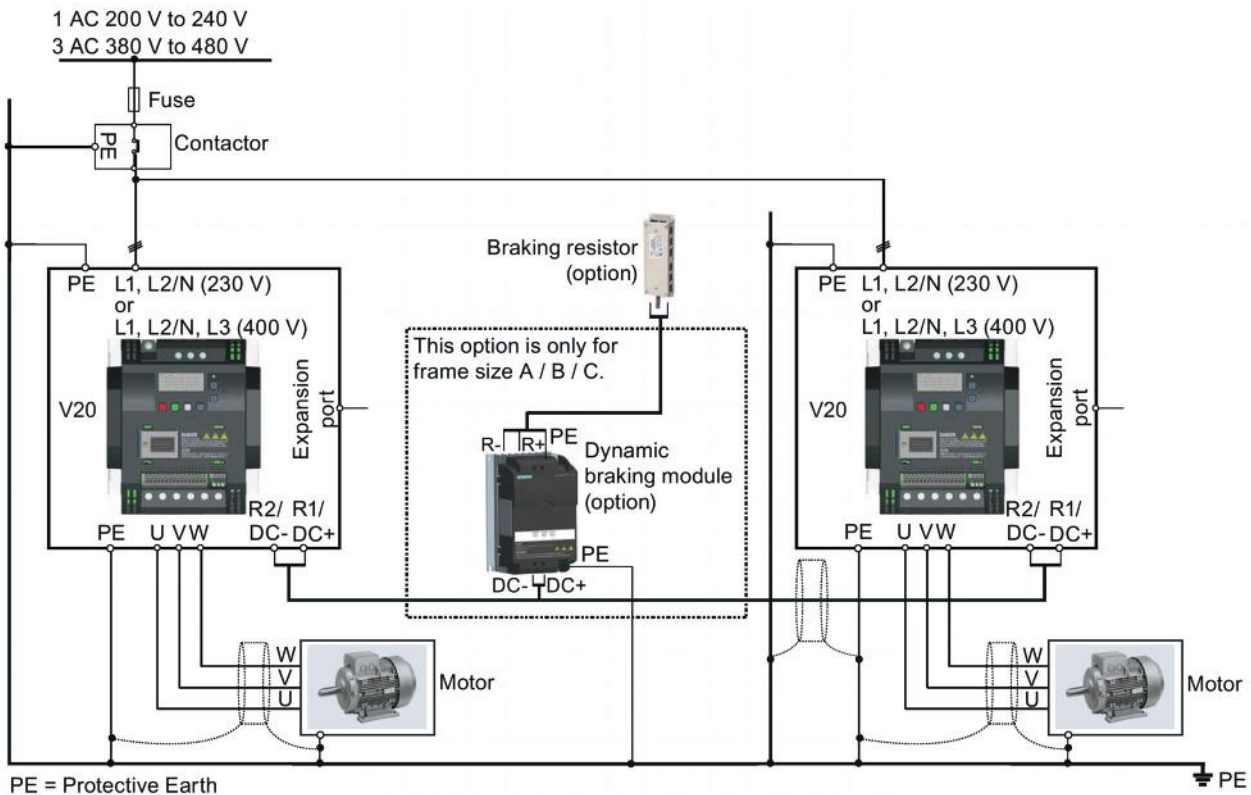 1 AC 200 V to 240 V
3 AC 380 V to 480 V
Fuse
PE
Contactor
PE
L1, L2/N (230 V)
or
L1, L2/N, L3 (400 V)
V20
Expansion
port
PE
U V W
R2/ R1/
DC- DC+
Braking resistor
(option)
This option is only for
frame size A / B / C.
R- R+ PE
Dynamic
braking module
(option)
PE
DC- DC+
PE
L1, L2/N (230 V)
or
L1, L2/N, L3 (400 V)
V20
Expansion
port
PE
U V W
R2/ R1/
DC- DC+
W
V
U
Motor
W
V
U
Motor
PE = Protective Earth
PE